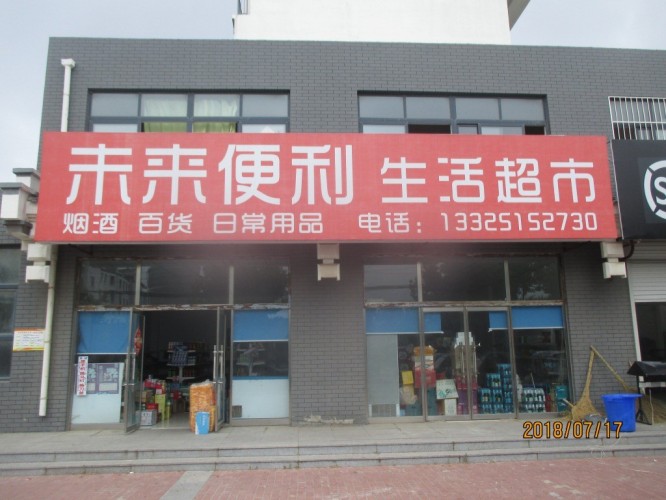 未来便利 生活超市
烟酒 百货 日常用品 电话：13325152730
2018/07/17